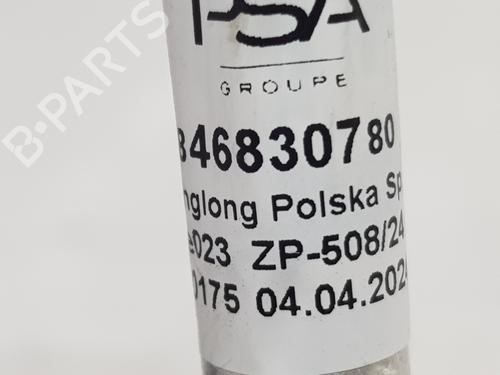 PSA
GROUPE
846830780
nglong Polska Sp
023 ZP-508/24
0175 04.04.202
B-PARTS